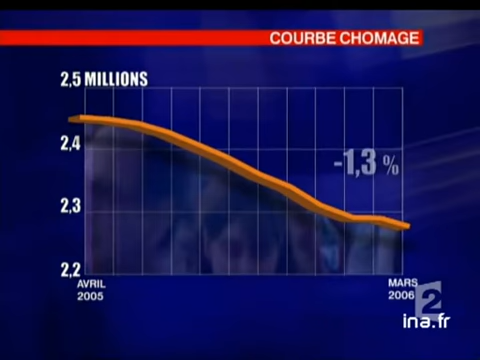 COURBE CHOMAGE
2,5 MILLIONS
2,4
-1,3 %
2,3
2,2
AVRIL
2005
MARS
2006
2
ina.fr